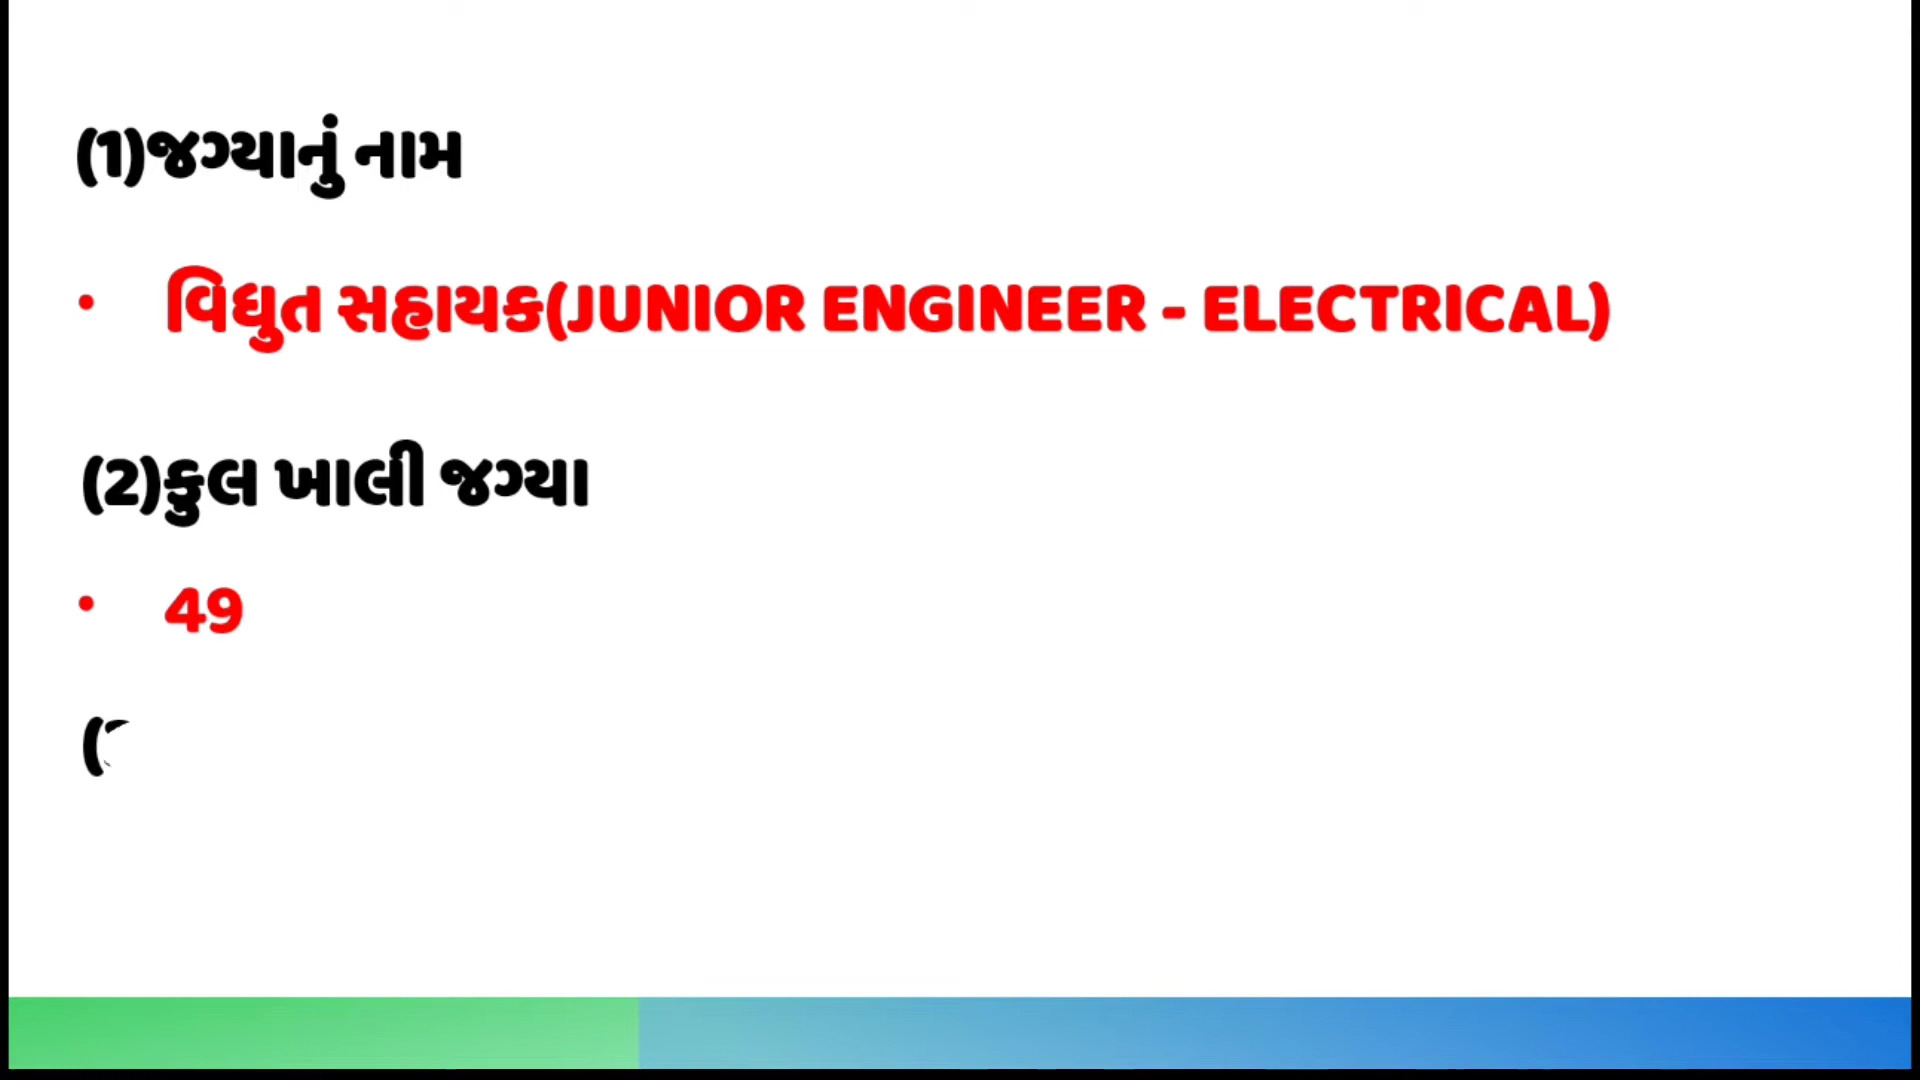 (1)જગ્યાનું નામ
• વિધુત સહાયક(JUNIOR ENGINEER - ELECTRICAL)
(2)કુલ ખાલી જગ્યા
• 49
(